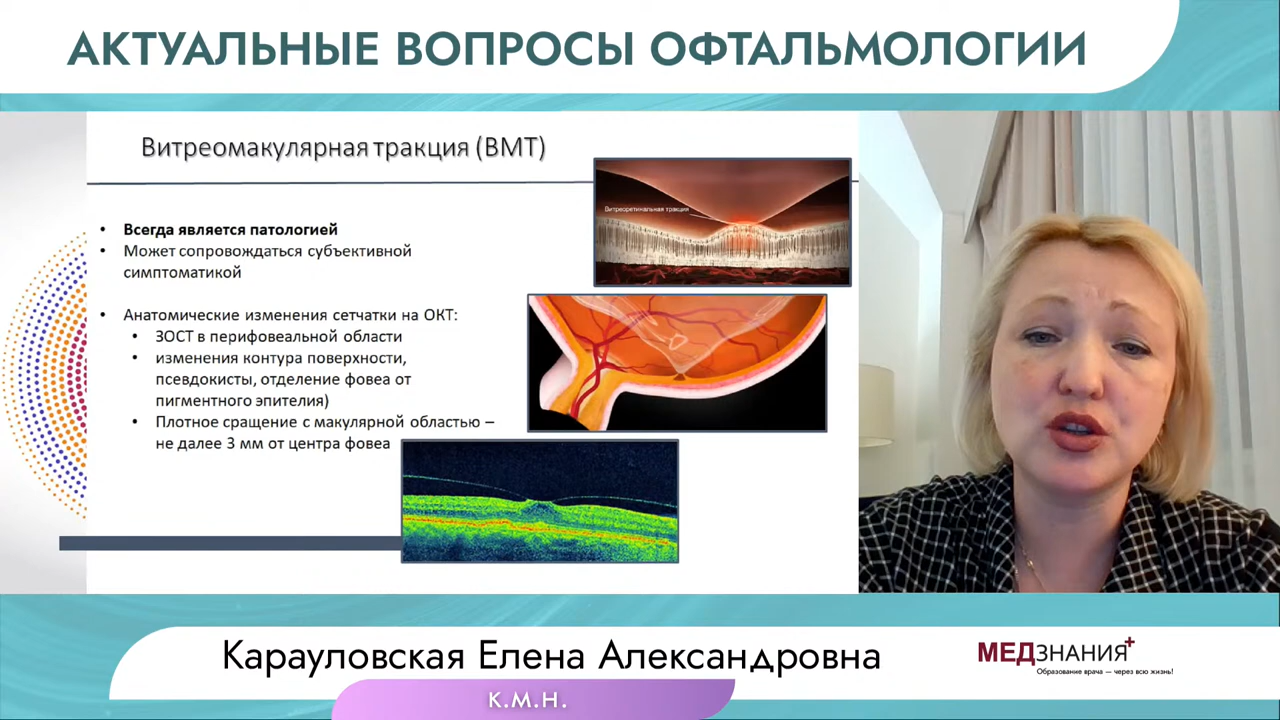 АКТУАЛЬНЫЕ ВОПРОСЫ ОФТАЛЬМОЛОГИИ
Витреомакулярная тракция (ВМТ)
• Всегда является патологией
• Может сопровождаться субъективной
симптоматикой
• Анатомические изменения сетчатки на ОКТ:
• ЗОСТ в перифовеальной области
• изменения контура поверхности,
псевдокисты, отделение фовеа от
пигментного эпителия)
• Плотное сращение с макулярной областью –
не далее 3 мм от центра фовеа
Витреоретинальная тракция
Карауловская Елена Александровна
к.м.н.
МЕДЗНАНИЯ+
Образование врача — через всю жизнь!